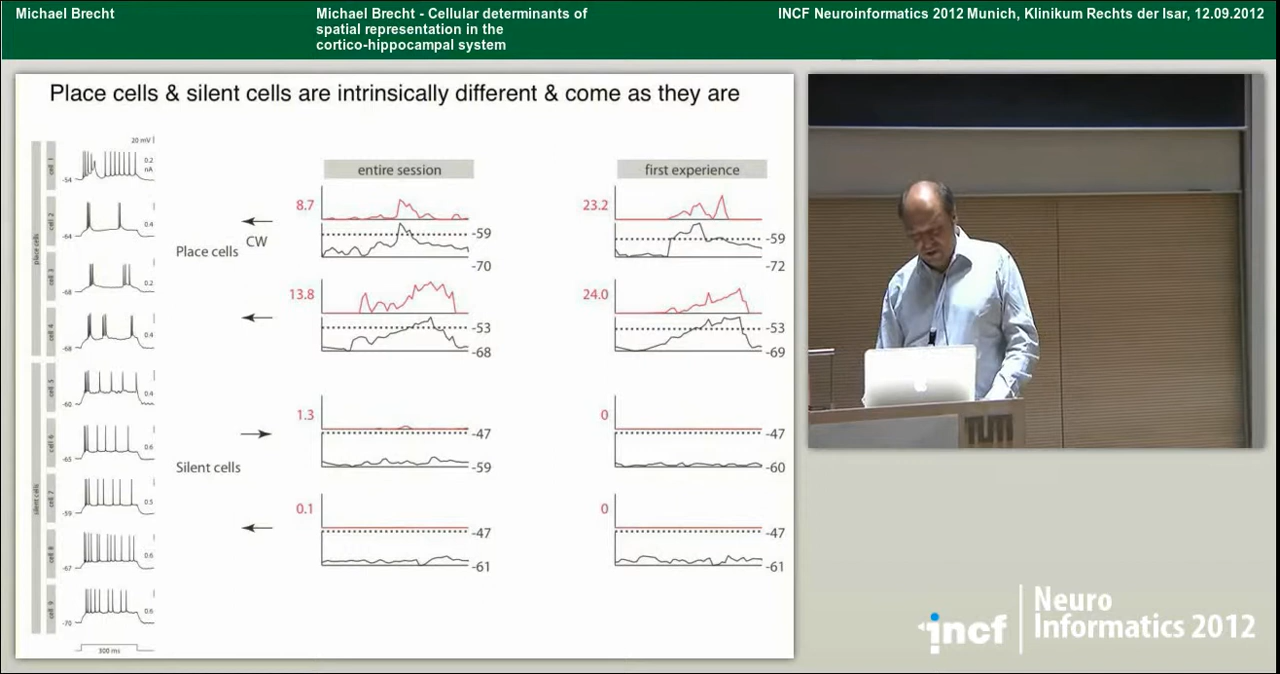 Michael Brecht
Michael Brecht - Cellular determinants of
spatial representation in the
cortico-hippocampal system
INCF Neuroinformatics 2012 Munich, Klinikum Rechts der Isar, 12.09.2012
Place cells & silent cells are intrinsically different & come as they are
20 mV
cell 1
0.2
nA
-54
cell 2
0.4
-64
place cells
cell 3
0.2
-68
cell 4
0.4
-68
cell 5
0.4
-60
cell 6
0.6
-65
silent cells
cell 7
0.5
-59
cell 8
0.6
-67
cell 9
0.6
-70
300 ms
Place cells
CW
Silent cells
entire session
8.7
-59
-70
13.8
-53
-68
1.3
-47
-59
0.1
-47
-61
first experience
23.2
-59
-72
24.0
-53
-69
0
-47
-60
0
-47
-61
TUM
incf
Neuro
Informatics 2012